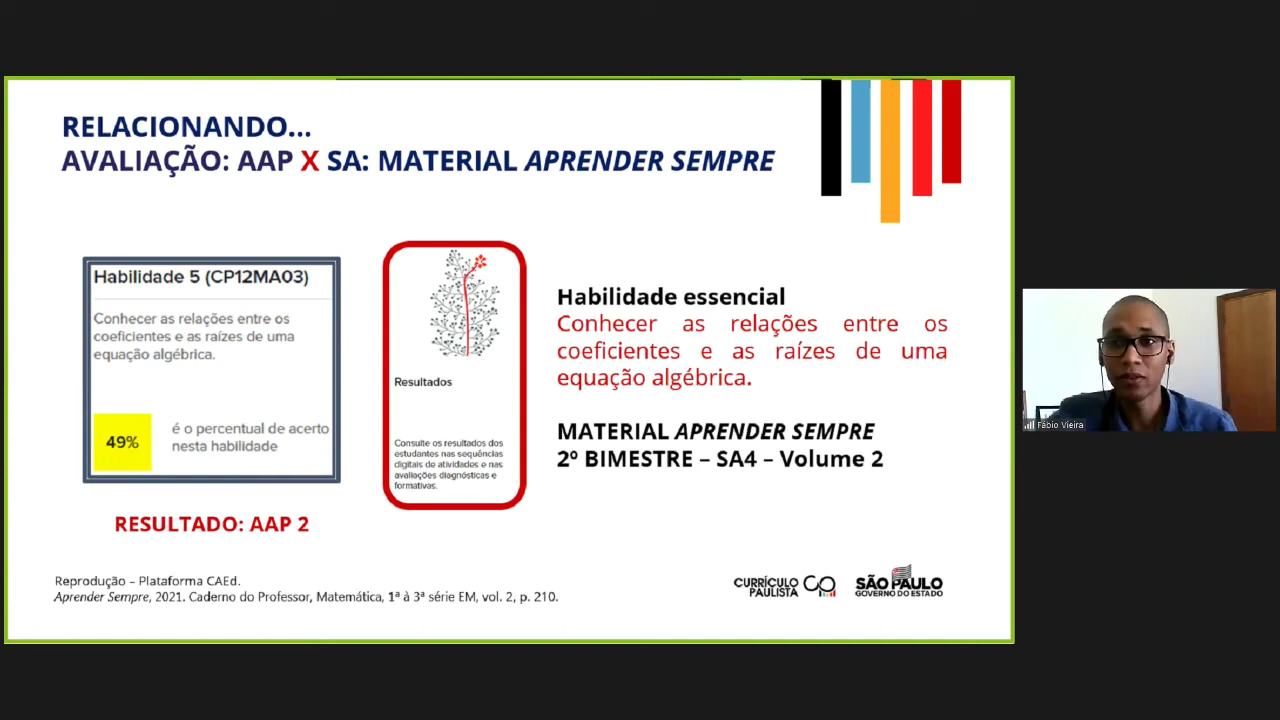 RELACIONANDO...
AVALIAÇÃO: AAP X SA: MATERIAL APRENDER SEMPRE
Habilidade 5 (CP12MA03)
Conhecer as relações entre os
coeficientes e as raízes de uma
equação algébrica.
49%
é o percentual de acerto
nesta habilidade
RESULTADO: AAP 2
Resultados
Consulte os resultados dos
estudantes nas sequências
digitais de atividades e nas
avaliações diagnósticas e
formativas.
Habilidade essencial
Conhecer as relações entre os
coeficientes e as raízes de uma
equação algébrica.
MATERIAL APRENDER SEMPRE
2º BIMESTRE – SA4 – Volume 2
Reprodução – Plataforma CAEd.
Aprender Sempre, 2021. Caderno do Professor, Matemática, 1ª à 3ª série EM, vol. 2, p. 210.
CURRÍCULO
PAULISTA
CP
SÃO PAULO
GOVERNO DO ESTADO
Fábio Vieira